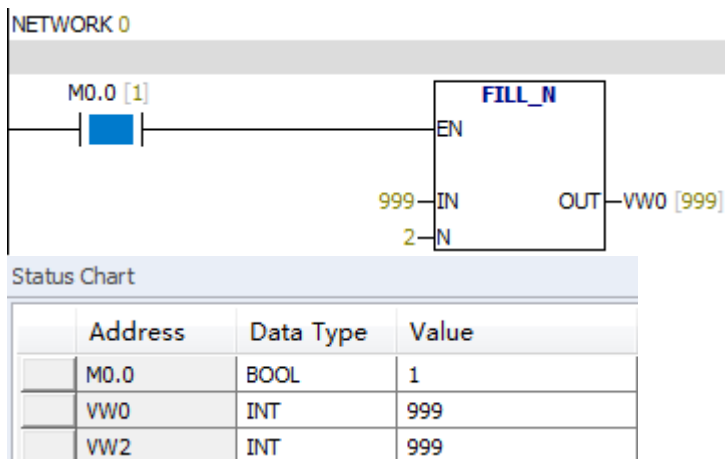 NETWORK 0
M0.0 [1]
FILL_N
EN
999 IN OUT VW0 [999]
2 N
Status Chart
Address Data Type Value
M0.0 BOOL 1
VW0 INT 999
VW2 INT 999